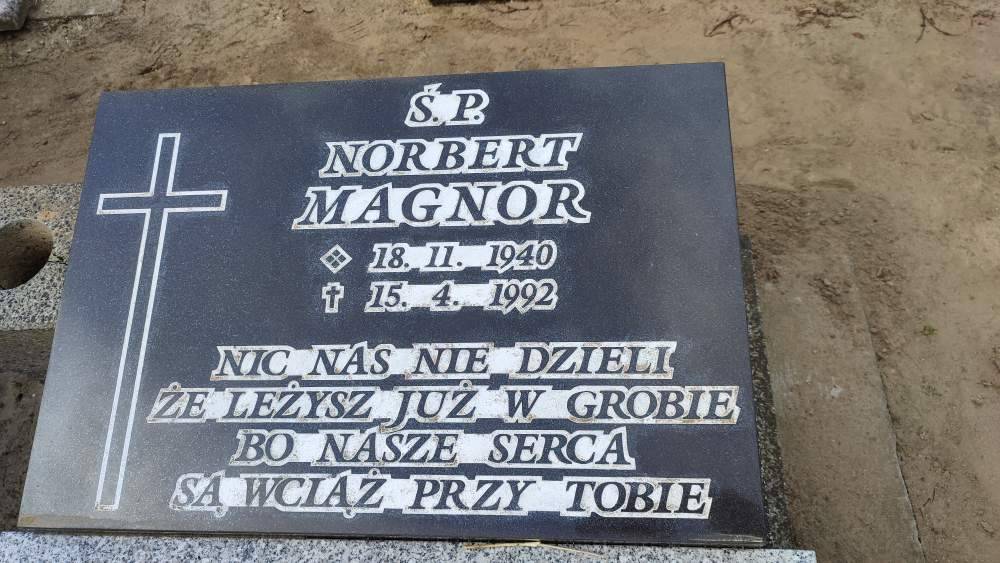 Ś.P.
NORBERT
MAGNOR
18. 11. 1940
15. 4. 1992
NIC NAS NIE DZIELI
ŻE LEŻYSZ JUŻ W GROBIE
BO NASZE SERCA
SĄ WCIĄŻ PRZY TOBIE